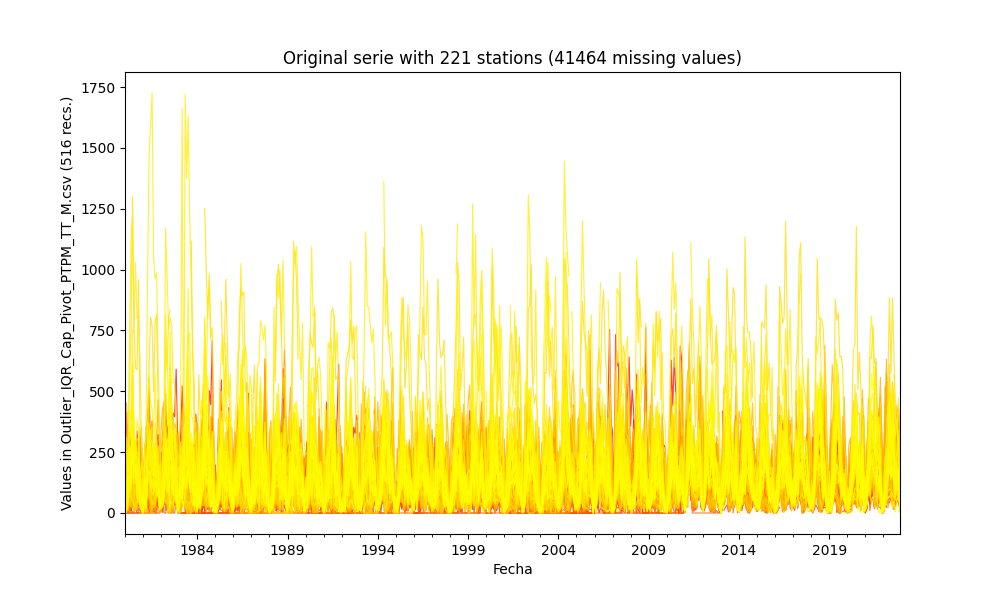 Original serie with 221 stations (41464 missing values)
Values in Outlier_IQR_Cap_Pivot_PTPM_TT_M.csv (516 recs.)
1750
1500
1250
1000
750
500
250
0
1984 1989 1994 1999 2004 2009 2014 2019
Fecha